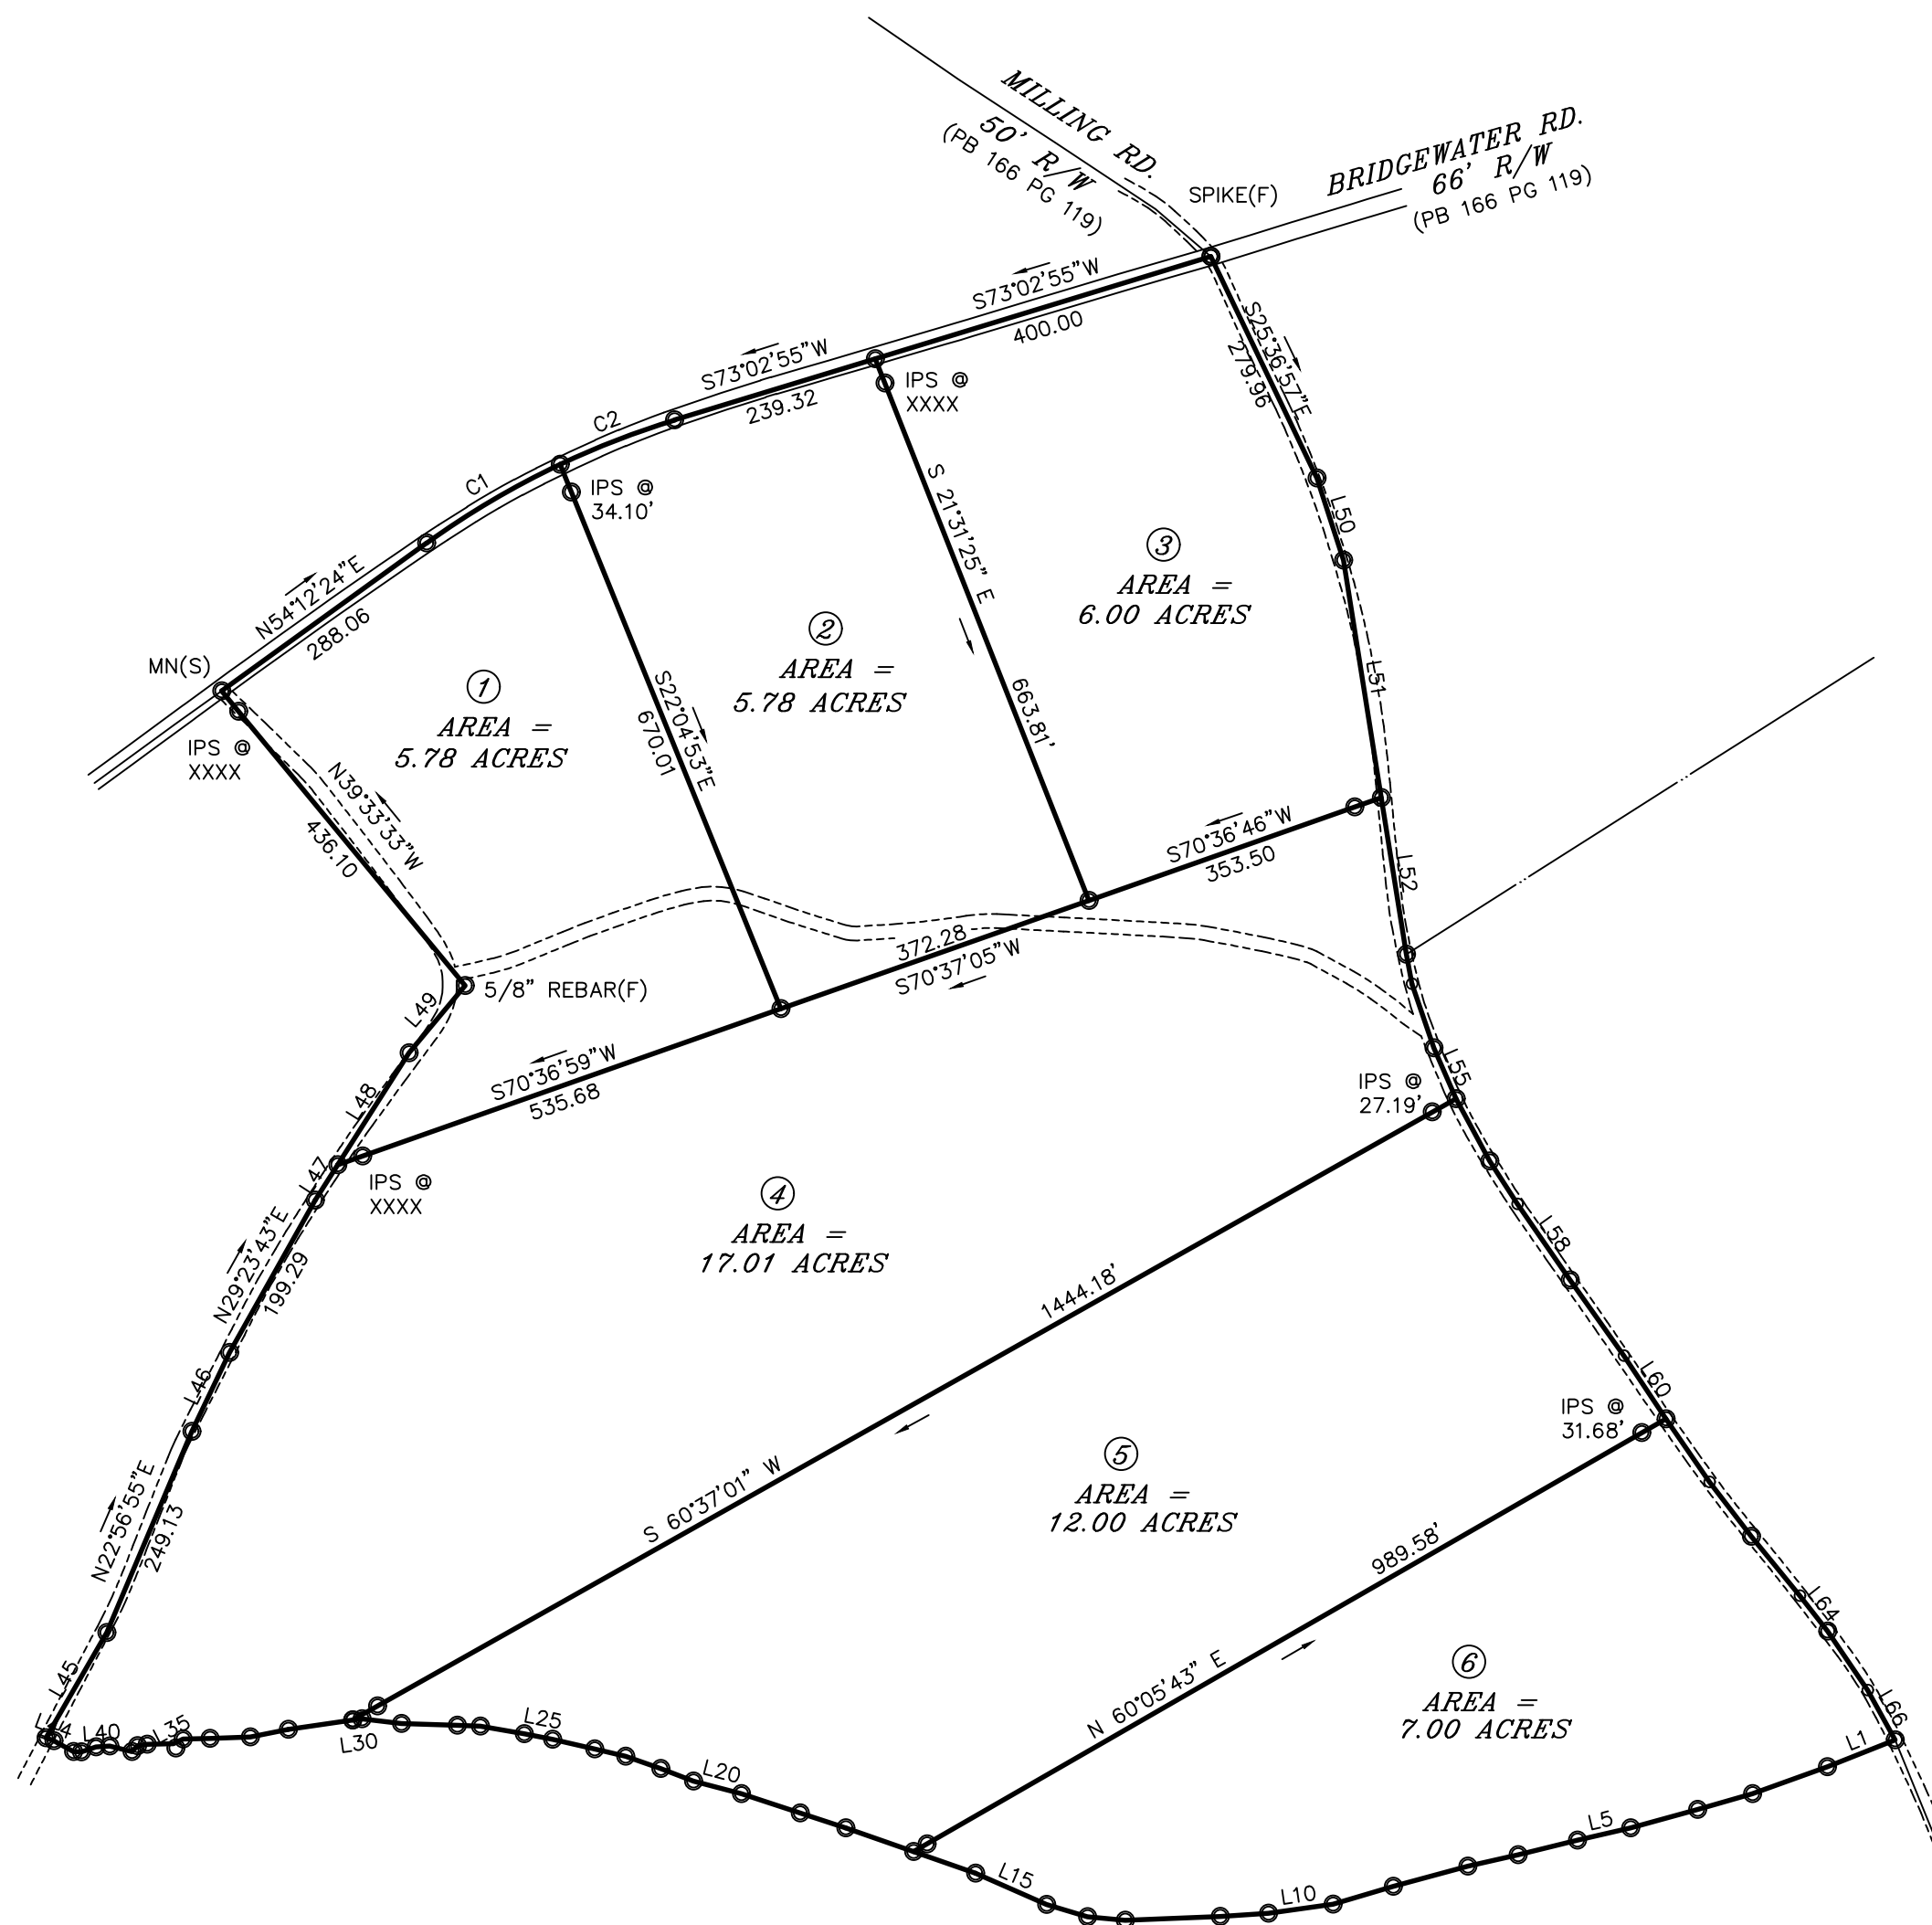 MILLING RD.
50' R/W
(PB 166 PG 119)
BRIDGEWATER RD.
66' R/W
(PB 166 PG 119)
SPIKE(F)
S73°02'55"W
400.00
S73°02'55"W
239.32
C2
C1
IPS @
XXXX
IPS @
34.10'
S25°36'57"E
279.96
L50
L51
L52
N54°12'24"E
288.06
MN(S)
IPS @
XXXX
1
AREA =
5.78 ACRES
2
AREA =
5.78 ACRES
3
AREA =
6.00 ACRES
S 21°31'25" E
663.81'
S22°04'53"E
670.01
N39°33'33"W
436.10
S70°36'46"W
353.50
372.28
S70°37'05"W
5/8" REBAR(F)
L49
L48
L47
S70°36'59"W
535.68
IPS @
XXXX
IPS @
27.19'
L55
L58
L60
4
AREA =
17.01 ACRES
N29°23'43"E
199.29
L46
N22°56'55"E
249.13
L45
1444.18'
S 60°37'01" W
IPS @
31.68'
5
AREA =
12.00 ACRES
989.58'
N 60°05'43" E
6
AREA =
7.00 ACRES
L64
L66
L1
L5
L10
L15
L20
L25
L30
L35
L40